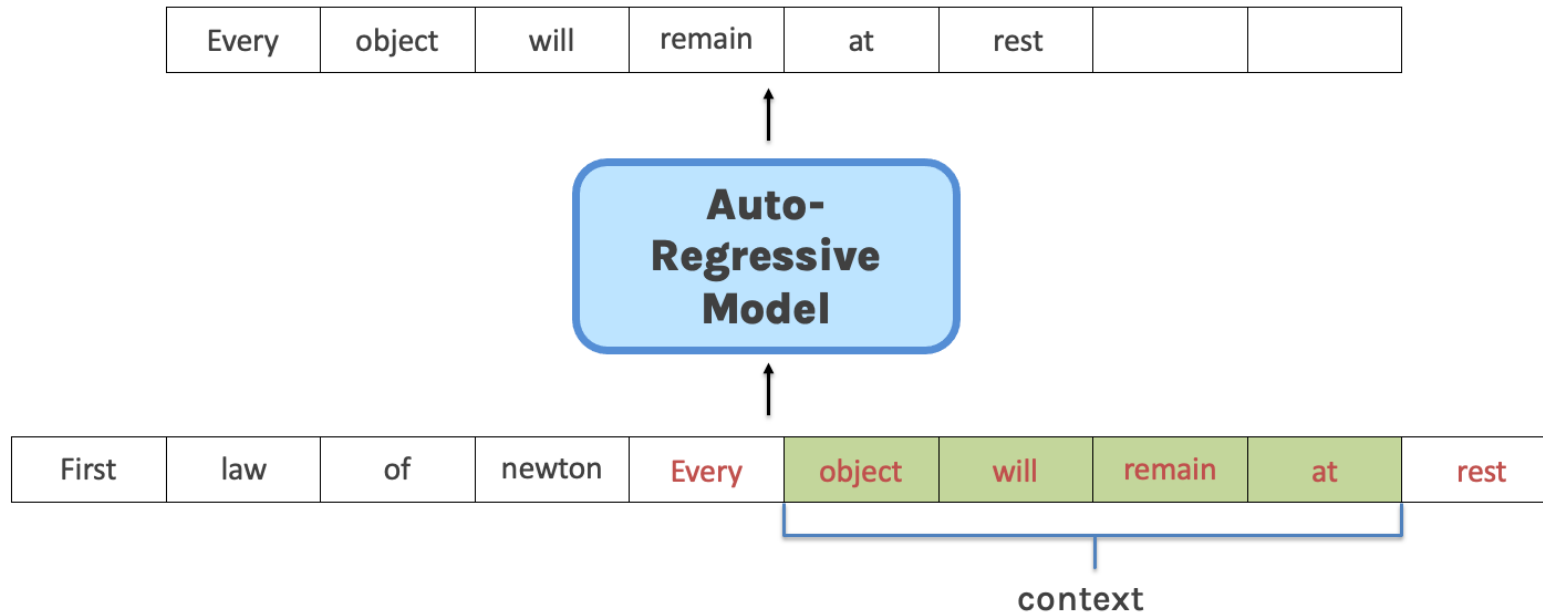 Every object will remain at rest
Auto-
Regressive
Model
First law of newton Every object will remain at rest
context